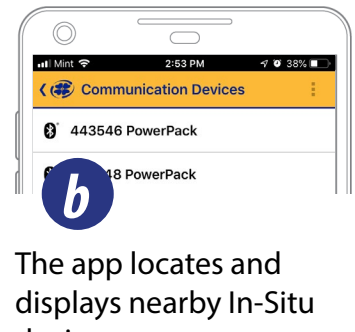 Mint 2:53 PM 38%
Communication Devices
443546 PowerPack
48 PowerPack
b
The app locates and
displays nearby In-Situ